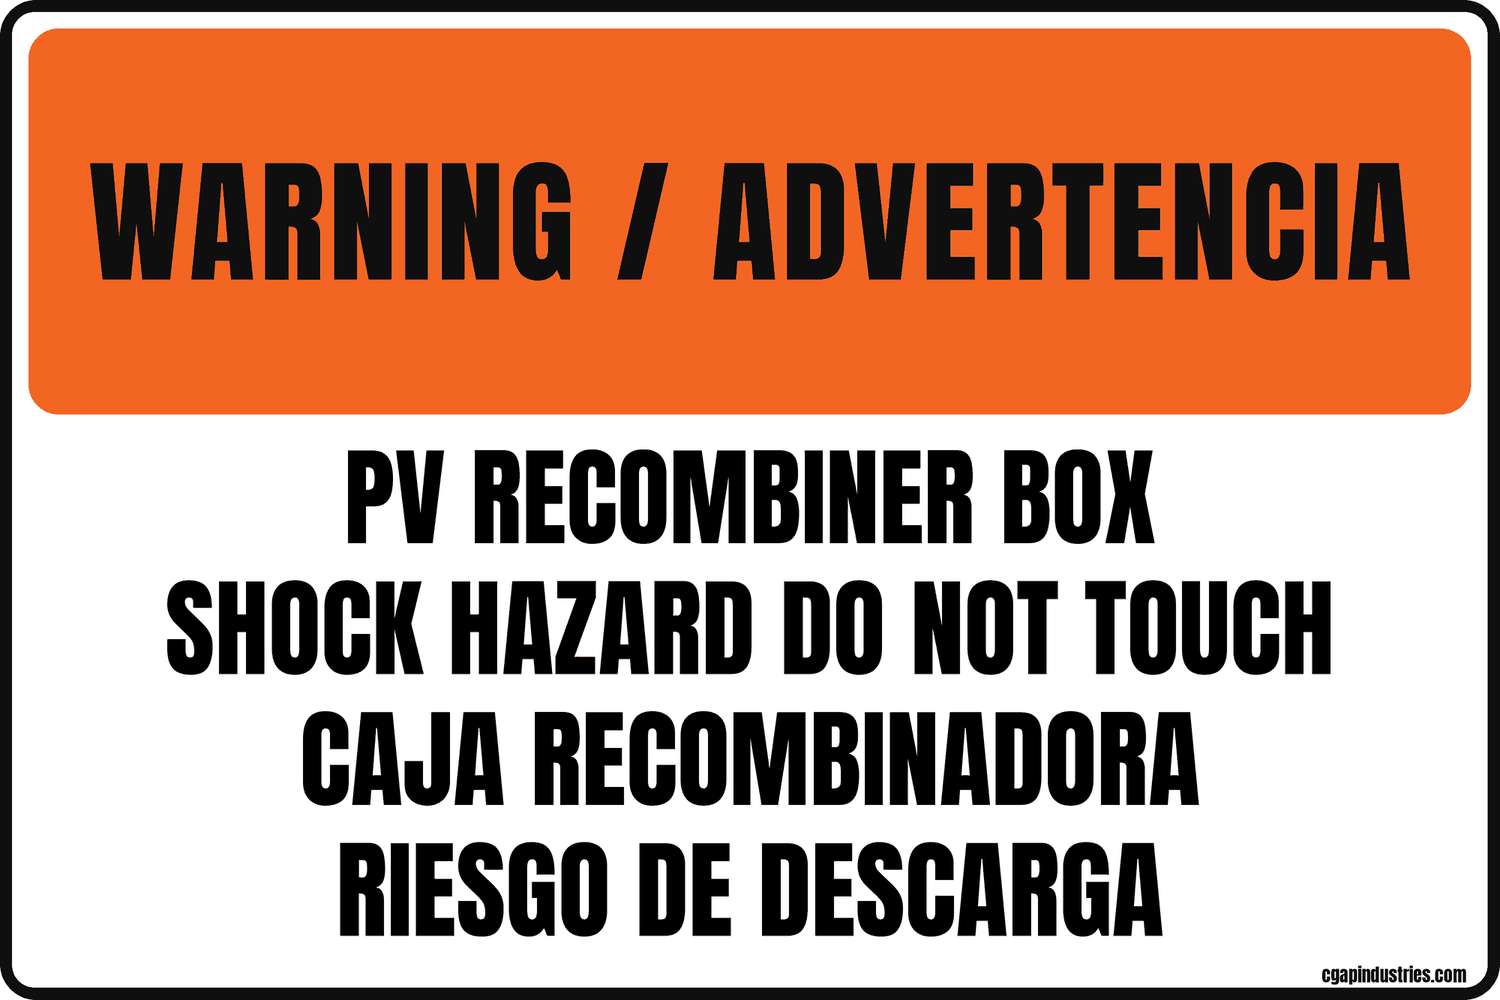 WARNING / ADVERTENCIA
PV RECOMBINER BOX
SHOCK HAZARD DO NOT TOUCH
CAJA RECOMBINADORA
RIESGO DE DESCARGA
cgapindustries.com